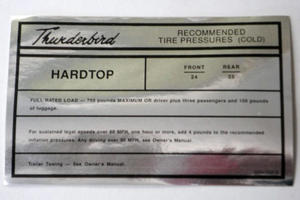 Thunderbird
RECOMMENDED
TIRE PRESSURES (COLD)
HARDTOP
FRONT
24
REAR
FULL RATED LOAD — 750 pounds MAXIMUM OR driver plus three passengers and 150 pounds
of luggage.
For sustained legal speeds over 80 MPH, one hour or more, add 4 pounds to the recommended
inflation pressures. Any driving over 80 MPH, see Owner's Manual.
Trailer Towing — See Owner's Manual.